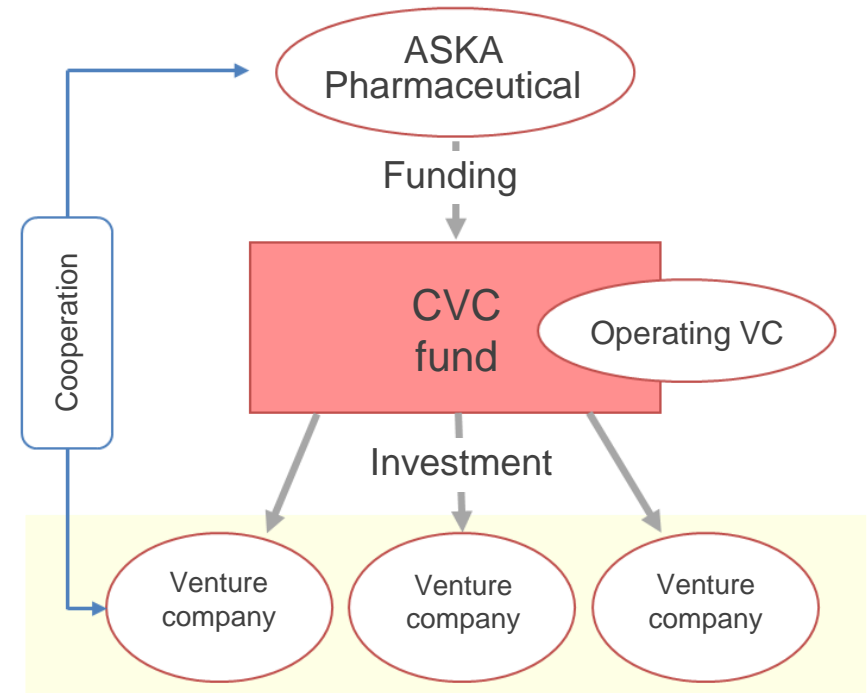 ASKA
Pharmaceutical
Funding
CVC
fund
Operating VC
Cooperation
Investment
Venture
company
Venture
company
Venture
company